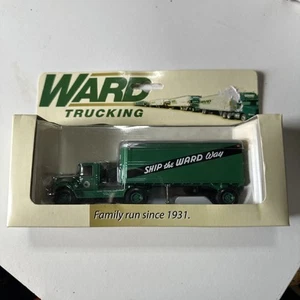 WARD
TRUCKING
SHIP the WARD Way
Family run since 1931.